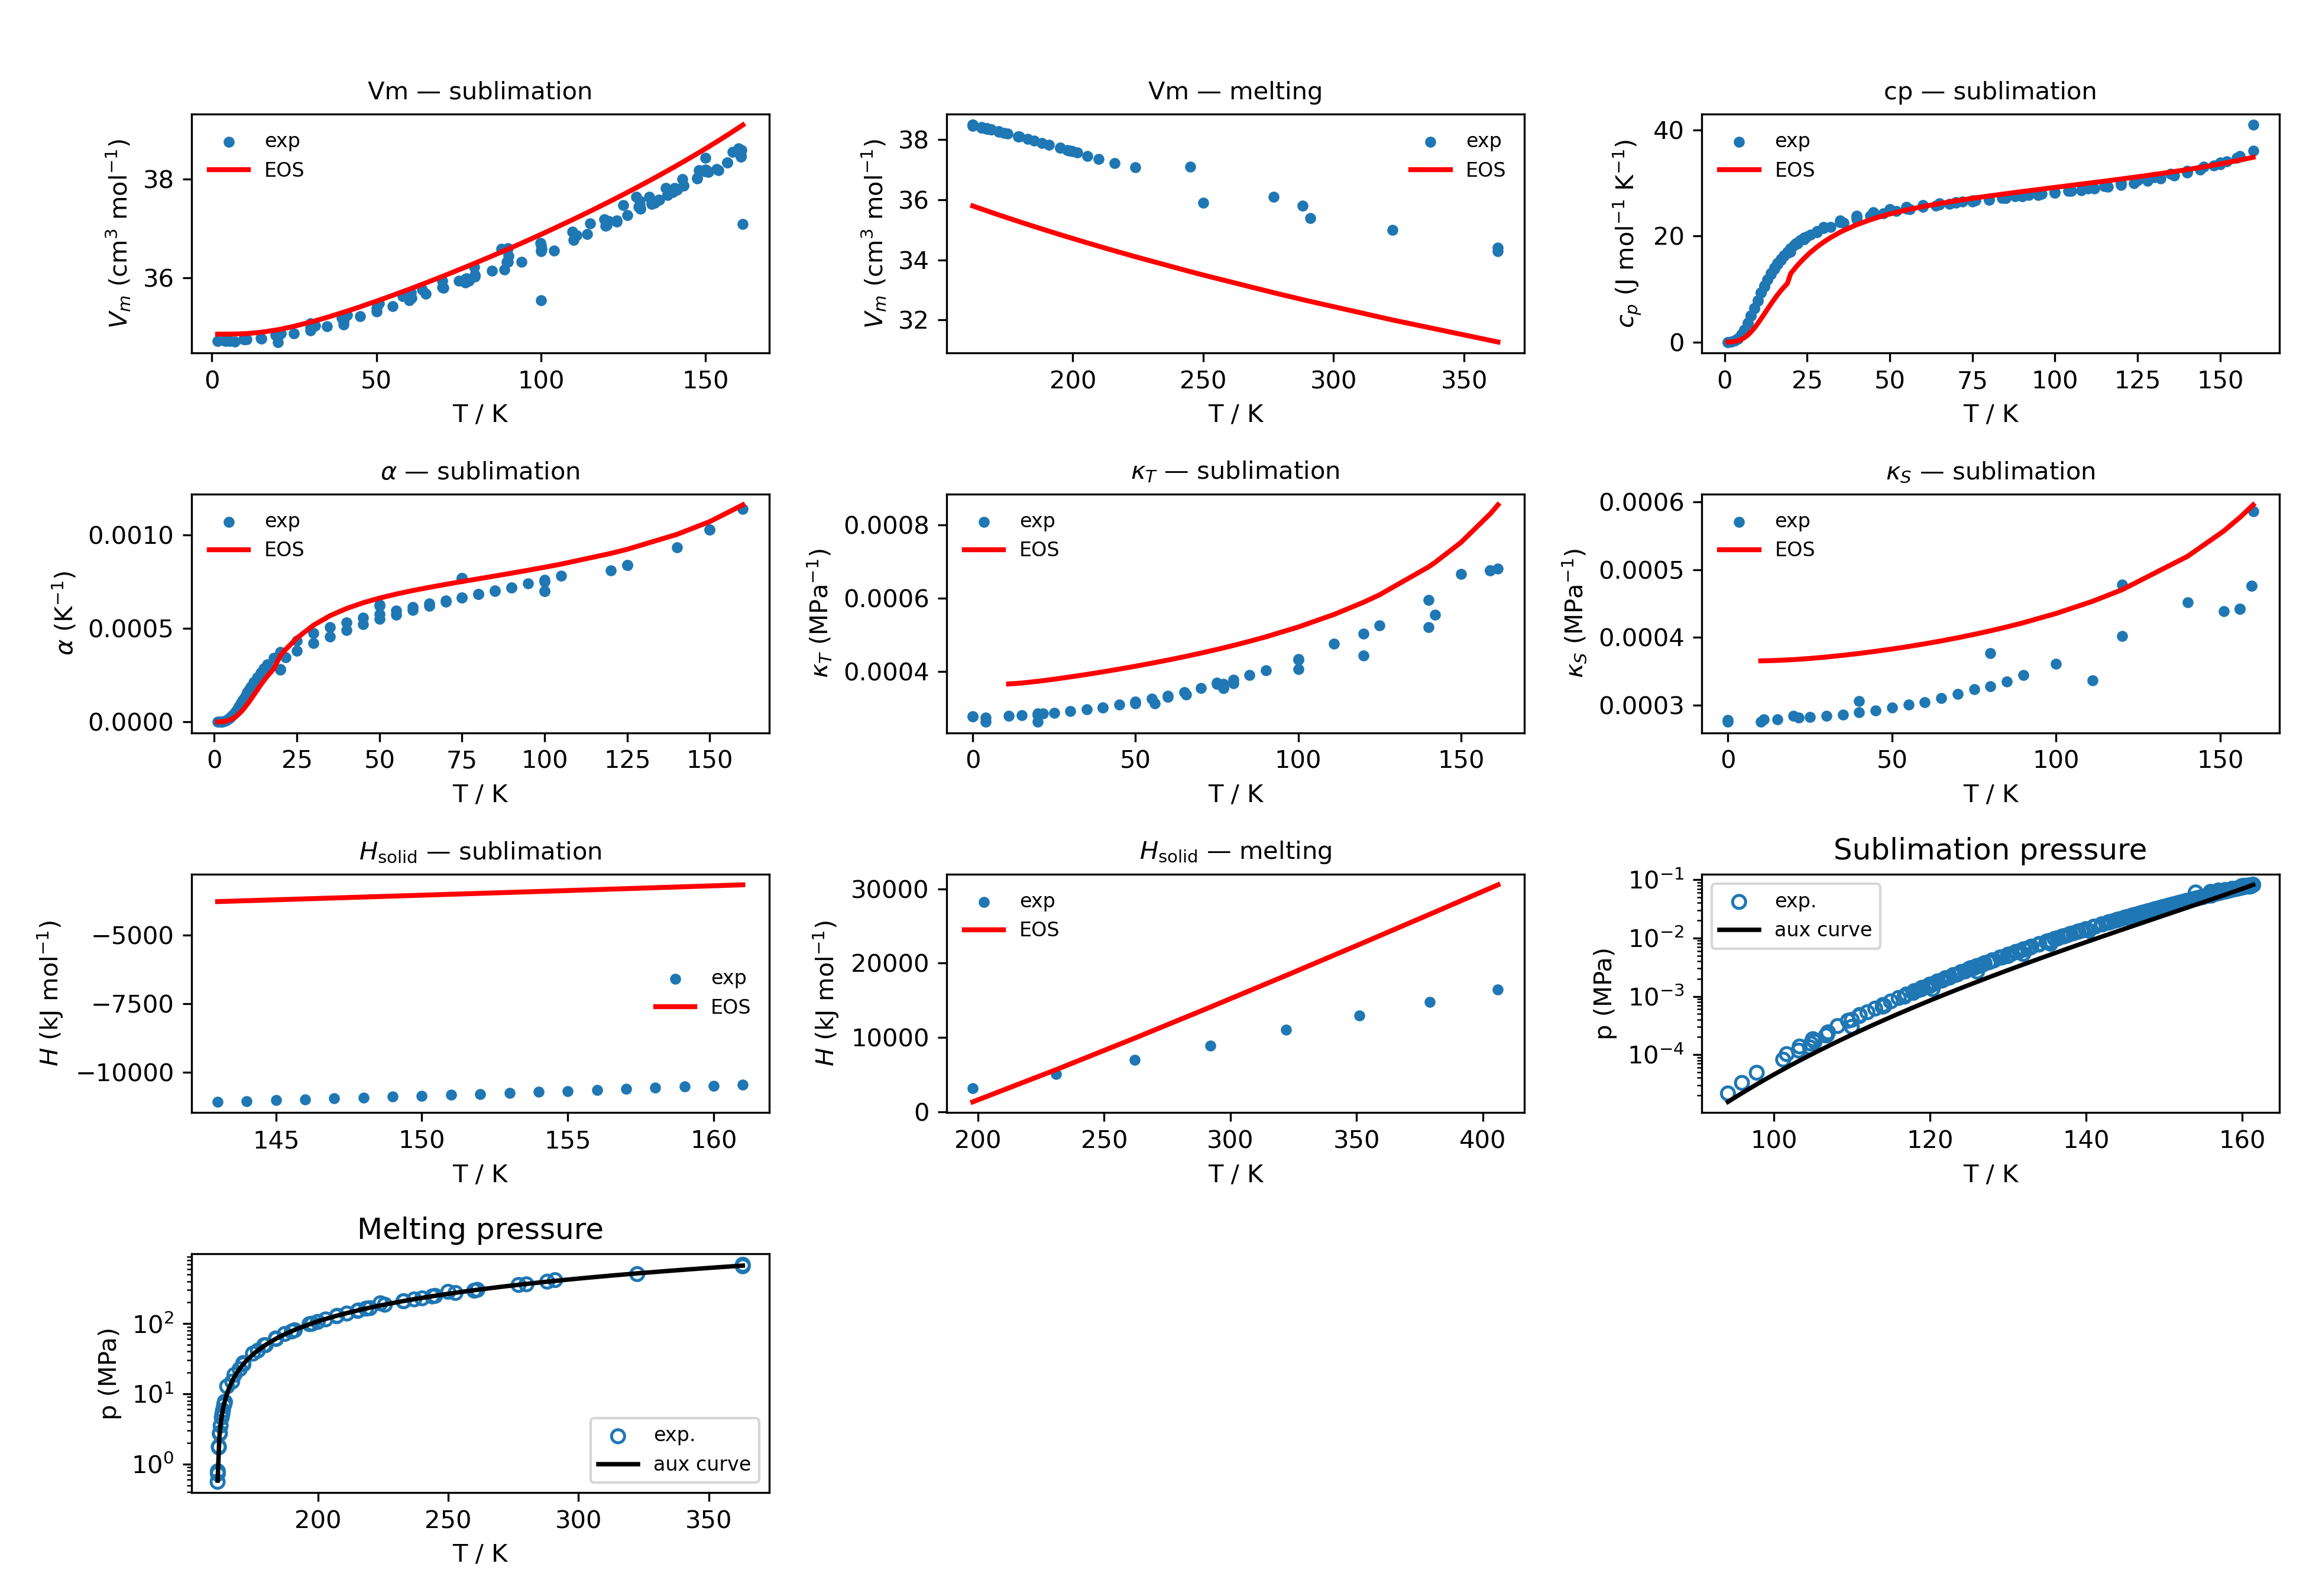 Vm — sublimation
V_m (cm³ mol⁻¹)
38
36
0 50 100 150
T / K
exp
EOS
Vm — melting
V_m (cm³ mol⁻¹)
38
36
34
32
200 250 300 350
T / K
exp
EOS
cp — sublimation
c_p (J mol⁻¹ K⁻¹)
40
20
0
0 25 50 75 100 125 150
T / K
exp
EOS
α — sublimation
α (K⁻¹)
0.0010
0.0005
0.0000
0 25 50 75 100 125 150
T / K
exp
EOS
κ_T — sublimation
κ_T (MPa⁻¹)
0.0008
0.0006
0.0004
0 50 100 150
T / K
exp
EOS
κ_S — sublimation
κ_S (MPa⁻¹)
0.0006
0.0005
0.0004
0.0003
0 50 100 150
T / K
exp
EOS
H_solid — sublimation
H (kJ mol⁻¹)
−5000
−7500
−10000
145 150 155 160
T / K
exp
EOS
H_solid — melting
H (kJ mol⁻¹)
30000
20000
10000
0
200 250 300 350 400
T / K
exp
EOS
Sublimation pressure
p (MPa)
10⁻¹
10⁻²
10⁻³
10⁻⁴
100 120 140 160
T / K
exp.
aux curve
Melting pressure
p (MPa)
10²
10¹
10⁰
200 250 300 350
T / K
exp.
aux curve